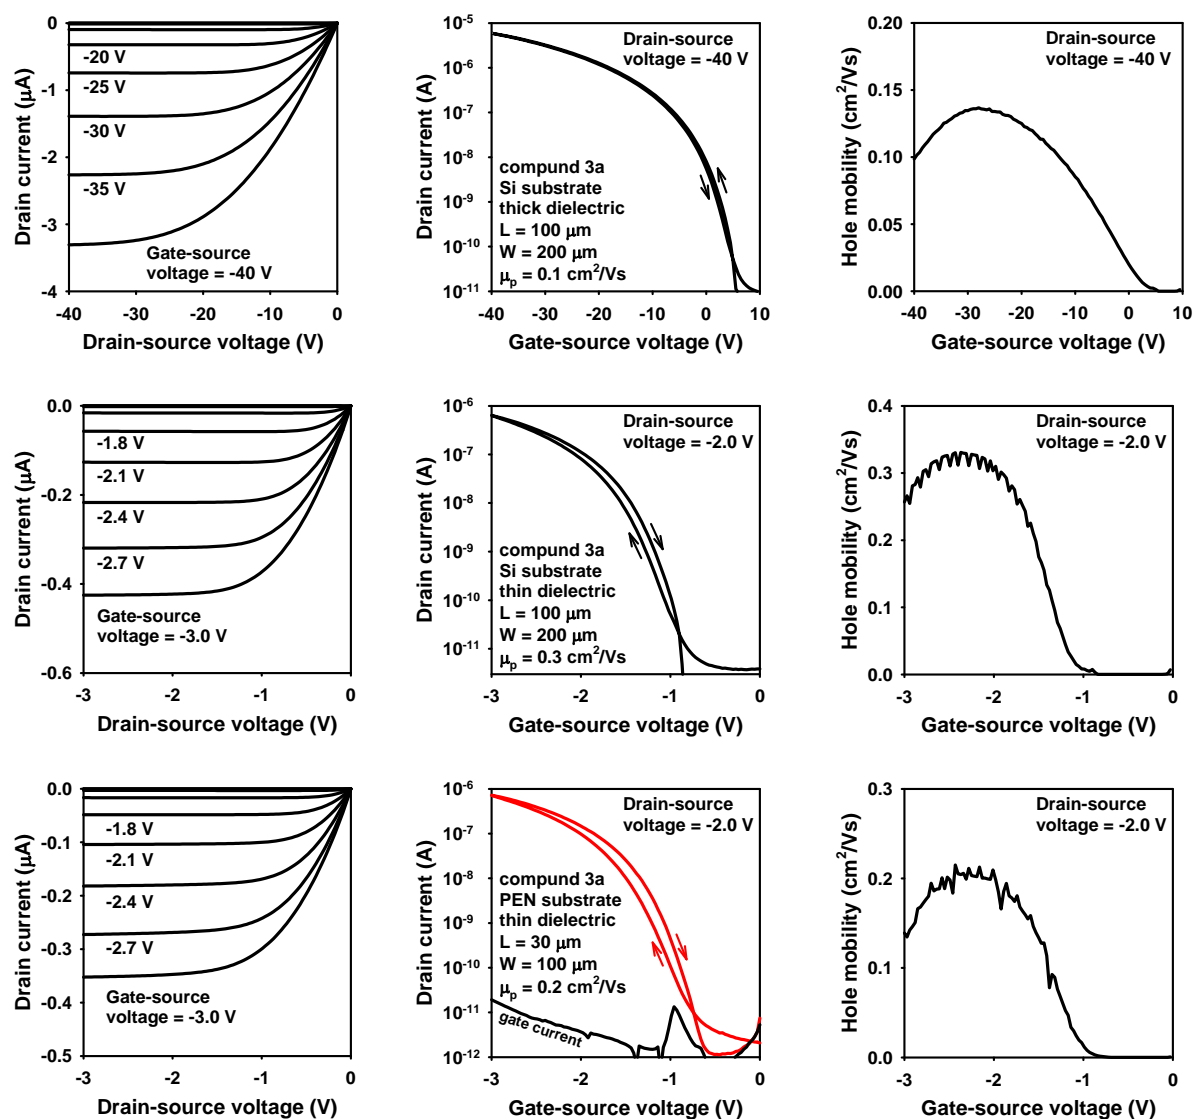 0
-1
-2
-3
-4
Drain current (μA)
-20 V
-25 V
-30 V
-35 V
Gate-source
voltage = -40 V
-40 -30 -20 -10 0
Drain-source voltage (V)
10⁻⁵
10⁻⁶
10⁻⁷
10⁻⁸
10⁻⁹
10⁻¹⁰
10⁻¹¹
Drain current (A)
Drain-source
voltage = -40 V
compund 3a
Si substrate
thick dielectric
L = 100 μm
W = 200 μm
μp = 0.1 cm²/Vs
-40 -30 -20 -10 0 10
Gate-source voltage (V)
0.20
0.15
0.10
0.05
0.00
Hole mobility (cm²/Vs)
Drain-source
voltage = -40 V
-40 -30 -20 -10 0 10
Gate-source voltage (V)
0.0
-0.2
-0.4
-0.6
Drain current (μA)
-1.8 V
-2.1 V
-2.4 V
-2.7 V
Gate-source
voltage = -3.0 V
-3 -2 -1 0
Drain-source voltage (V)
10⁻⁶
10⁻⁷
10⁻⁸
10⁻⁹
10⁻¹⁰
10⁻¹¹
Drain current (A)
Drain-source
voltage = -2.0 V
compund 3a
Si substrate
thin dielectric
L = 100 μm
W = 200 μm
μp = 0.3 cm²/Vs
-3 -2 -1 0
Gate-source voltage (V)
0.4
0.3
0.2
0.1
0.0
Hole mobility (cm²/Vs)
Drain-source
voltage = -2.0 V
-3 -2 -1 0
Gate-source voltage (V)
0.0
-0.1
-0.2
-0.3
-0.4
-0.5
Drain current (μA)
-1.8 V
-2.1 V
-2.4 V
-2.7 V
Gate-source
voltage = -3.0 V
-3 -2 -1 0
Drain-source voltage (V)
10⁻⁶
10⁻⁷
10⁻⁸
10⁻⁹
10⁻¹⁰
10⁻¹¹
10⁻¹²
Drain current (A)
Drain-source
voltage = -2.0 V
compund 3a
PEN substrate
thin dielectric
L = 30 μm
W = 100 μm
μp = 0.2 cm²/Vs
gate current
-3 -2 -1 0
Gate-source voltage (V)
0.3
0.2
0.1
0.0
Hole mobility (cm²/Vs)
Drain-source
voltage = -2.0 V
-3 -2 -1 0
Gate-source voltage (V)